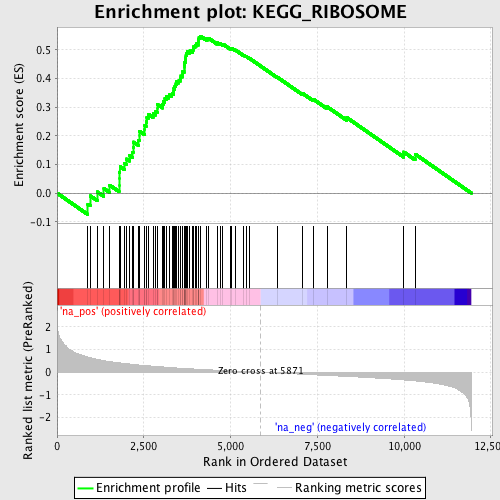 Enrichment plot: KEGG_RIBOSOME
Enrichment score (ES)
0.5
0.4
0.3
0.2
0.1
0.0
-0.1
'na_pos' (positively correlated)
Ranked list metric (PreRanked)
2
1
0
-1
-2
Zero cross at 5871
'na_neg' (negatively correlated)
0
2,500
5,000
7,500
10,000
12,500
Rank in Ordered Dataset
Enrichment profile
Hits
Ranking metric scores